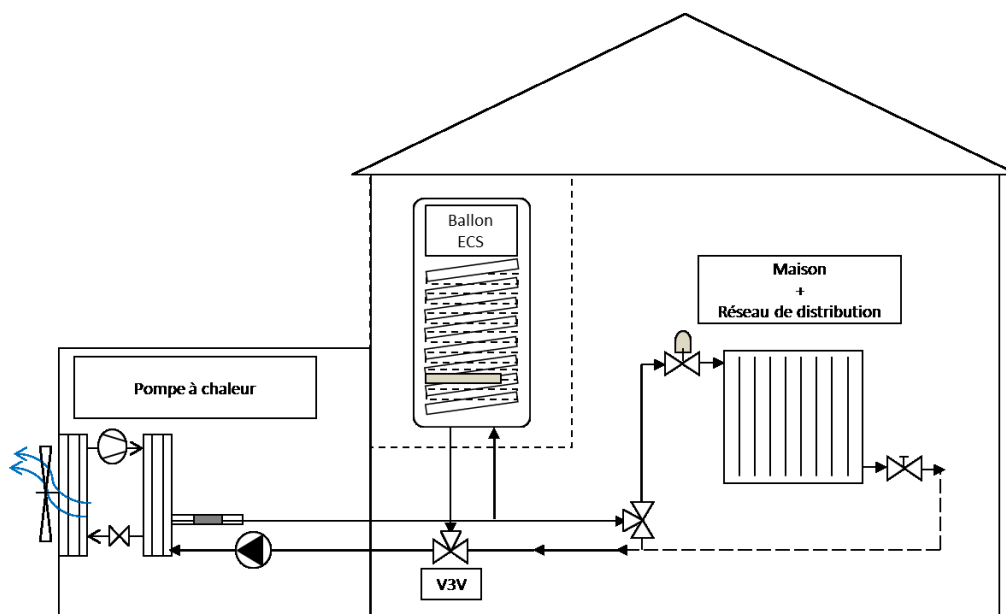 Ballon
ECS
Maison
+
Réseau de distribution
Pompe à chaleur
V3V